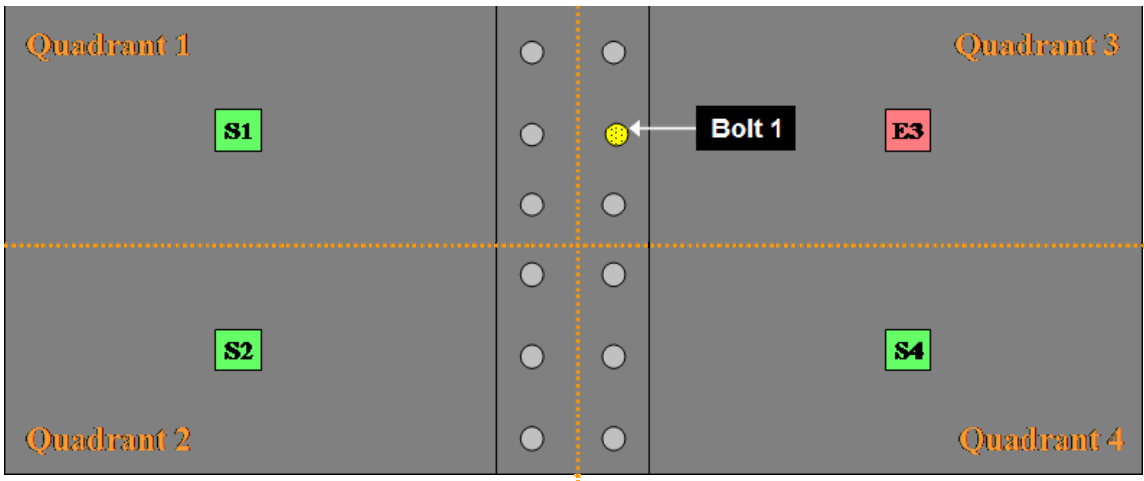 Quadrant 1
Quadrant 3
S1
Bolt 1
E3
S2
S4
Quadrant 2
Quadrant 4